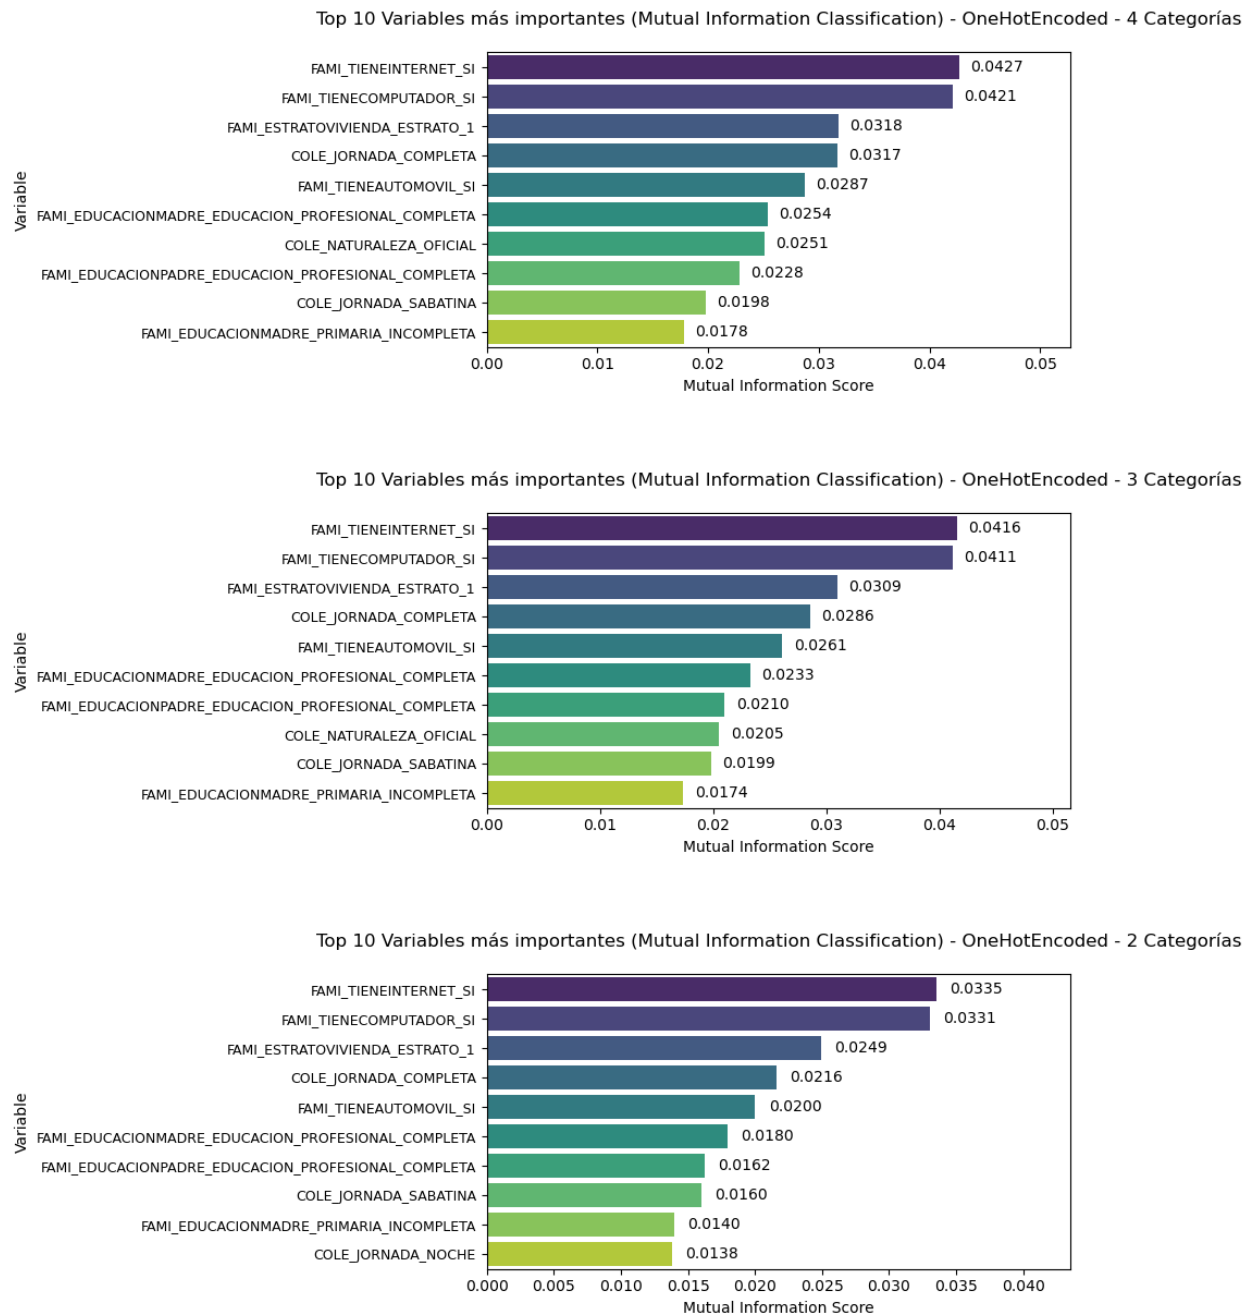 Top 10 Variables más importantes (Mutual Information Classification) - OneHotEncoded - 4 Categorías
Variable
FAMI_TIENEINTERNET_SI 0.0427
FAMI_TIENECOMPUTADOR_SI 0.0421
FAMI_ESTRATOVIVIENDA_ESTRATO_1 0.0318
COLE_JORNADA_COMPLETA 0.0317
FAMI_TIENEAUTOMOVIL_SI 0.0287
FAMI_EDUCACIONMADRE_EDUCACION_PROFESIONAL_COMPLETA 0.0254
COLE_NATURALEZA_OFICIAL 0.0251
FAMI_EDUCACIONPADRE_EDUCACION_PROFESIONAL_COMPLETA 0.0228
COLE_JORNADA_SABATINA 0.0198
FAMI_EDUCACIONMADRE_PRIMARIA_INCOMPLETA 0.0178
0.00 0.01 0.02 0.03 0.04 0.05
Mutual Information Score
Top 10 Variables más importantes (Mutual Information Classification) - OneHotEncoded - 3 Categorías
Variable
FAMI_TIENEINTERNET_SI 0.0416
FAMI_TIENECOMPUTADOR_SI 0.0411
FAMI_ESTRATOVIVIENDA_ESTRATO_1 0.0309
COLE_JORNADA_COMPLETA 0.0286
FAMI_TIENEAUTOMOVIL_SI 0.0261
FAMI_EDUCACIONMADRE_EDUCACION_PROFESIONAL_COMPLETA 0.0233
FAMI_EDUCACIONPADRE_EDUCACION_PROFESIONAL_COMPLETA 0.0210
COLE_NATURALEZA_OFICIAL 0.0205
COLE_JORNADA_SABATINA 0.0199
FAMI_EDUCACIONMADRE_PRIMARIA_INCOMPLETA 0.0174
0.00 0.01 0.02 0.03 0.04 0.05
Mutual Information Score
Top 10 Variables más importantes (Mutual Information Classification) - OneHotEncoded - 2 Categorías
Variable
FAMI_TIENEINTERNET_SI 0.0335
FAMI_TIENECOMPUTADOR_SI 0.0331
FAMI_ESTRATOVIVIENDA_ESTRATO_1 0.0249
COLE_JORNADA_COMPLETA 0.0216
FAMI_TIENEAUTOMOVIL_SI 0.0200
FAMI_EDUCACIONMADRE_EDUCACION_PROFESIONAL_COMPLETA 0.0180
FAMI_EDUCACIONPADRE_EDUCACION_PROFESIONAL_COMPLETA 0.0162
COLE_JORNADA_SABATINA 0.0160
FAMI_EDUCACIONMADRE_PRIMARIA_INCOMPLETA 0.0140
COLE_JORNADA_NOCHE 0.0138
0.000 0.005 0.010 0.015 0.020 0.025 0.030 0.035 0.040
Mutual Information Score